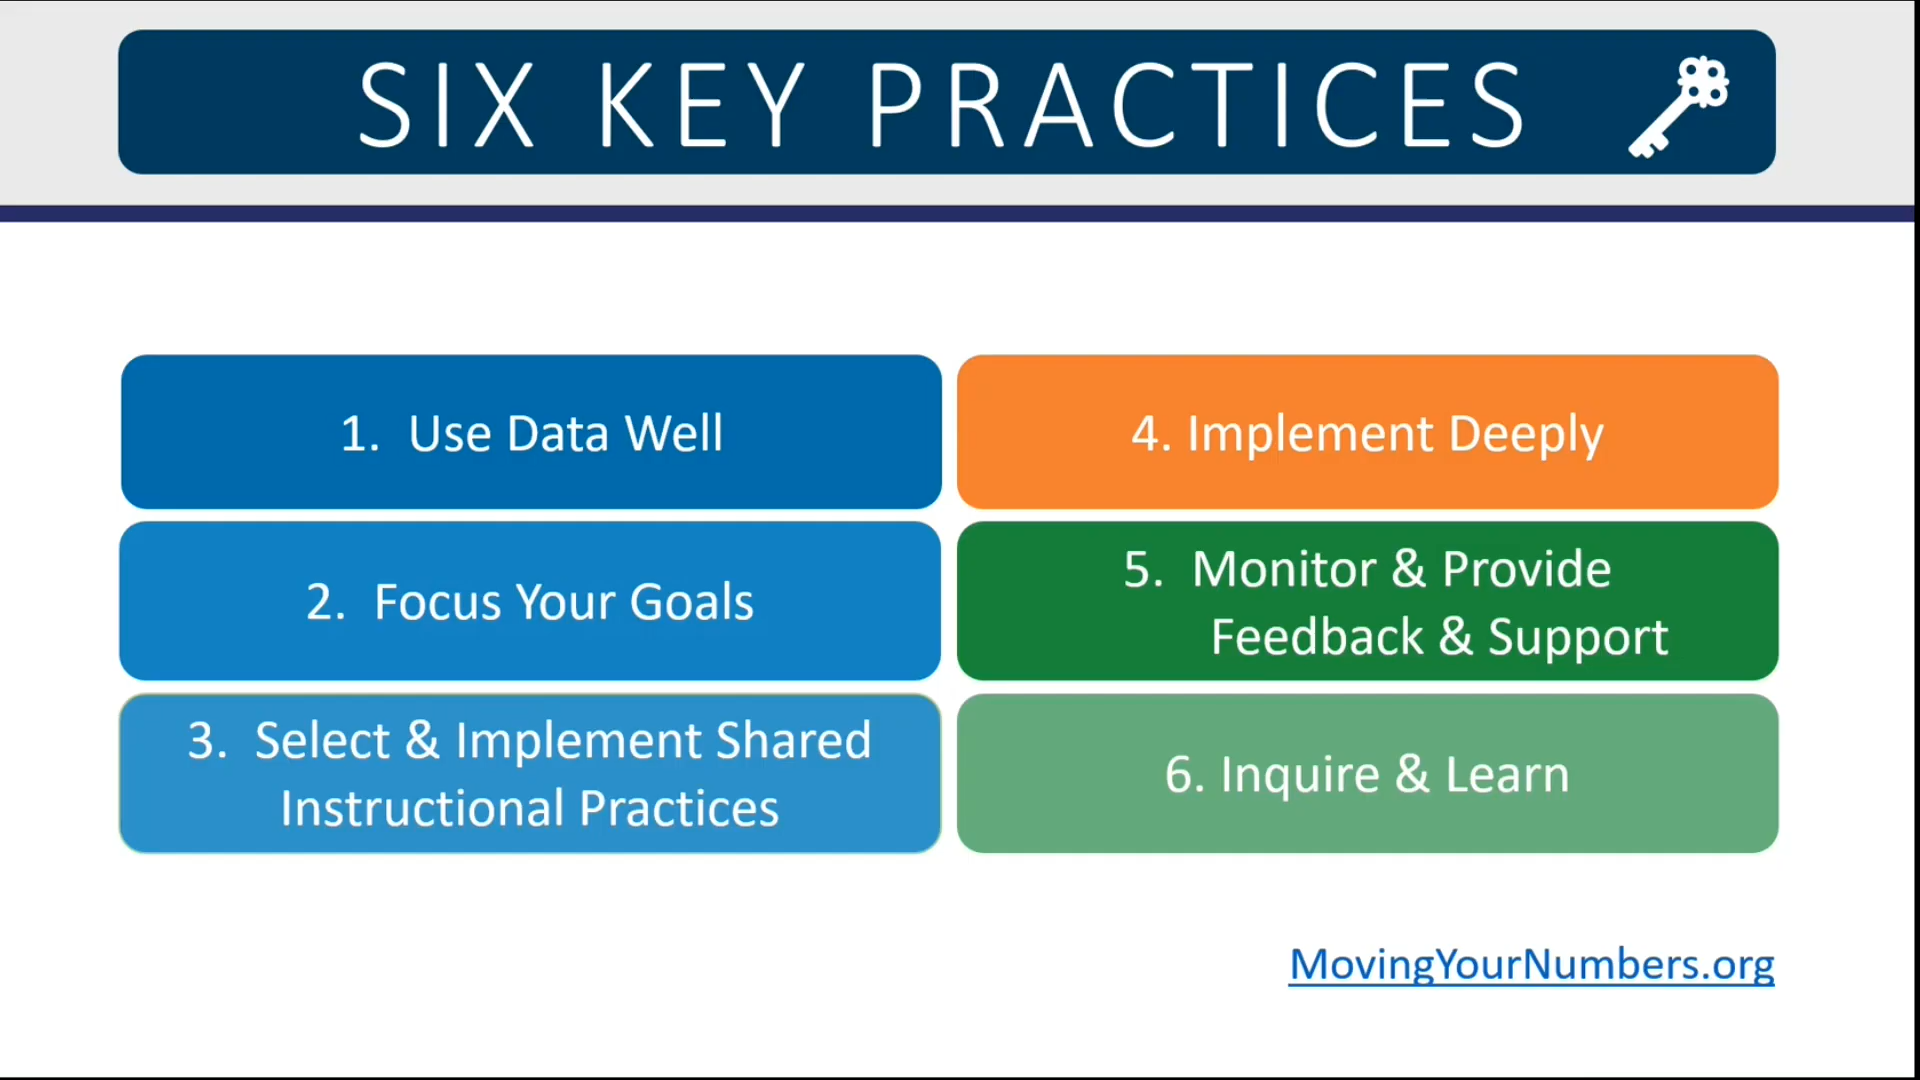 SIX KEY PRACTICES
1. Use Data Well
2. Focus Your Goals
3. Select & Implement Shared
Instructional Practices
4. Implement Deeply
5. Monitor & Provide
Feedback & Support
6. Inquire & Learn
MovingYourNumbers.org